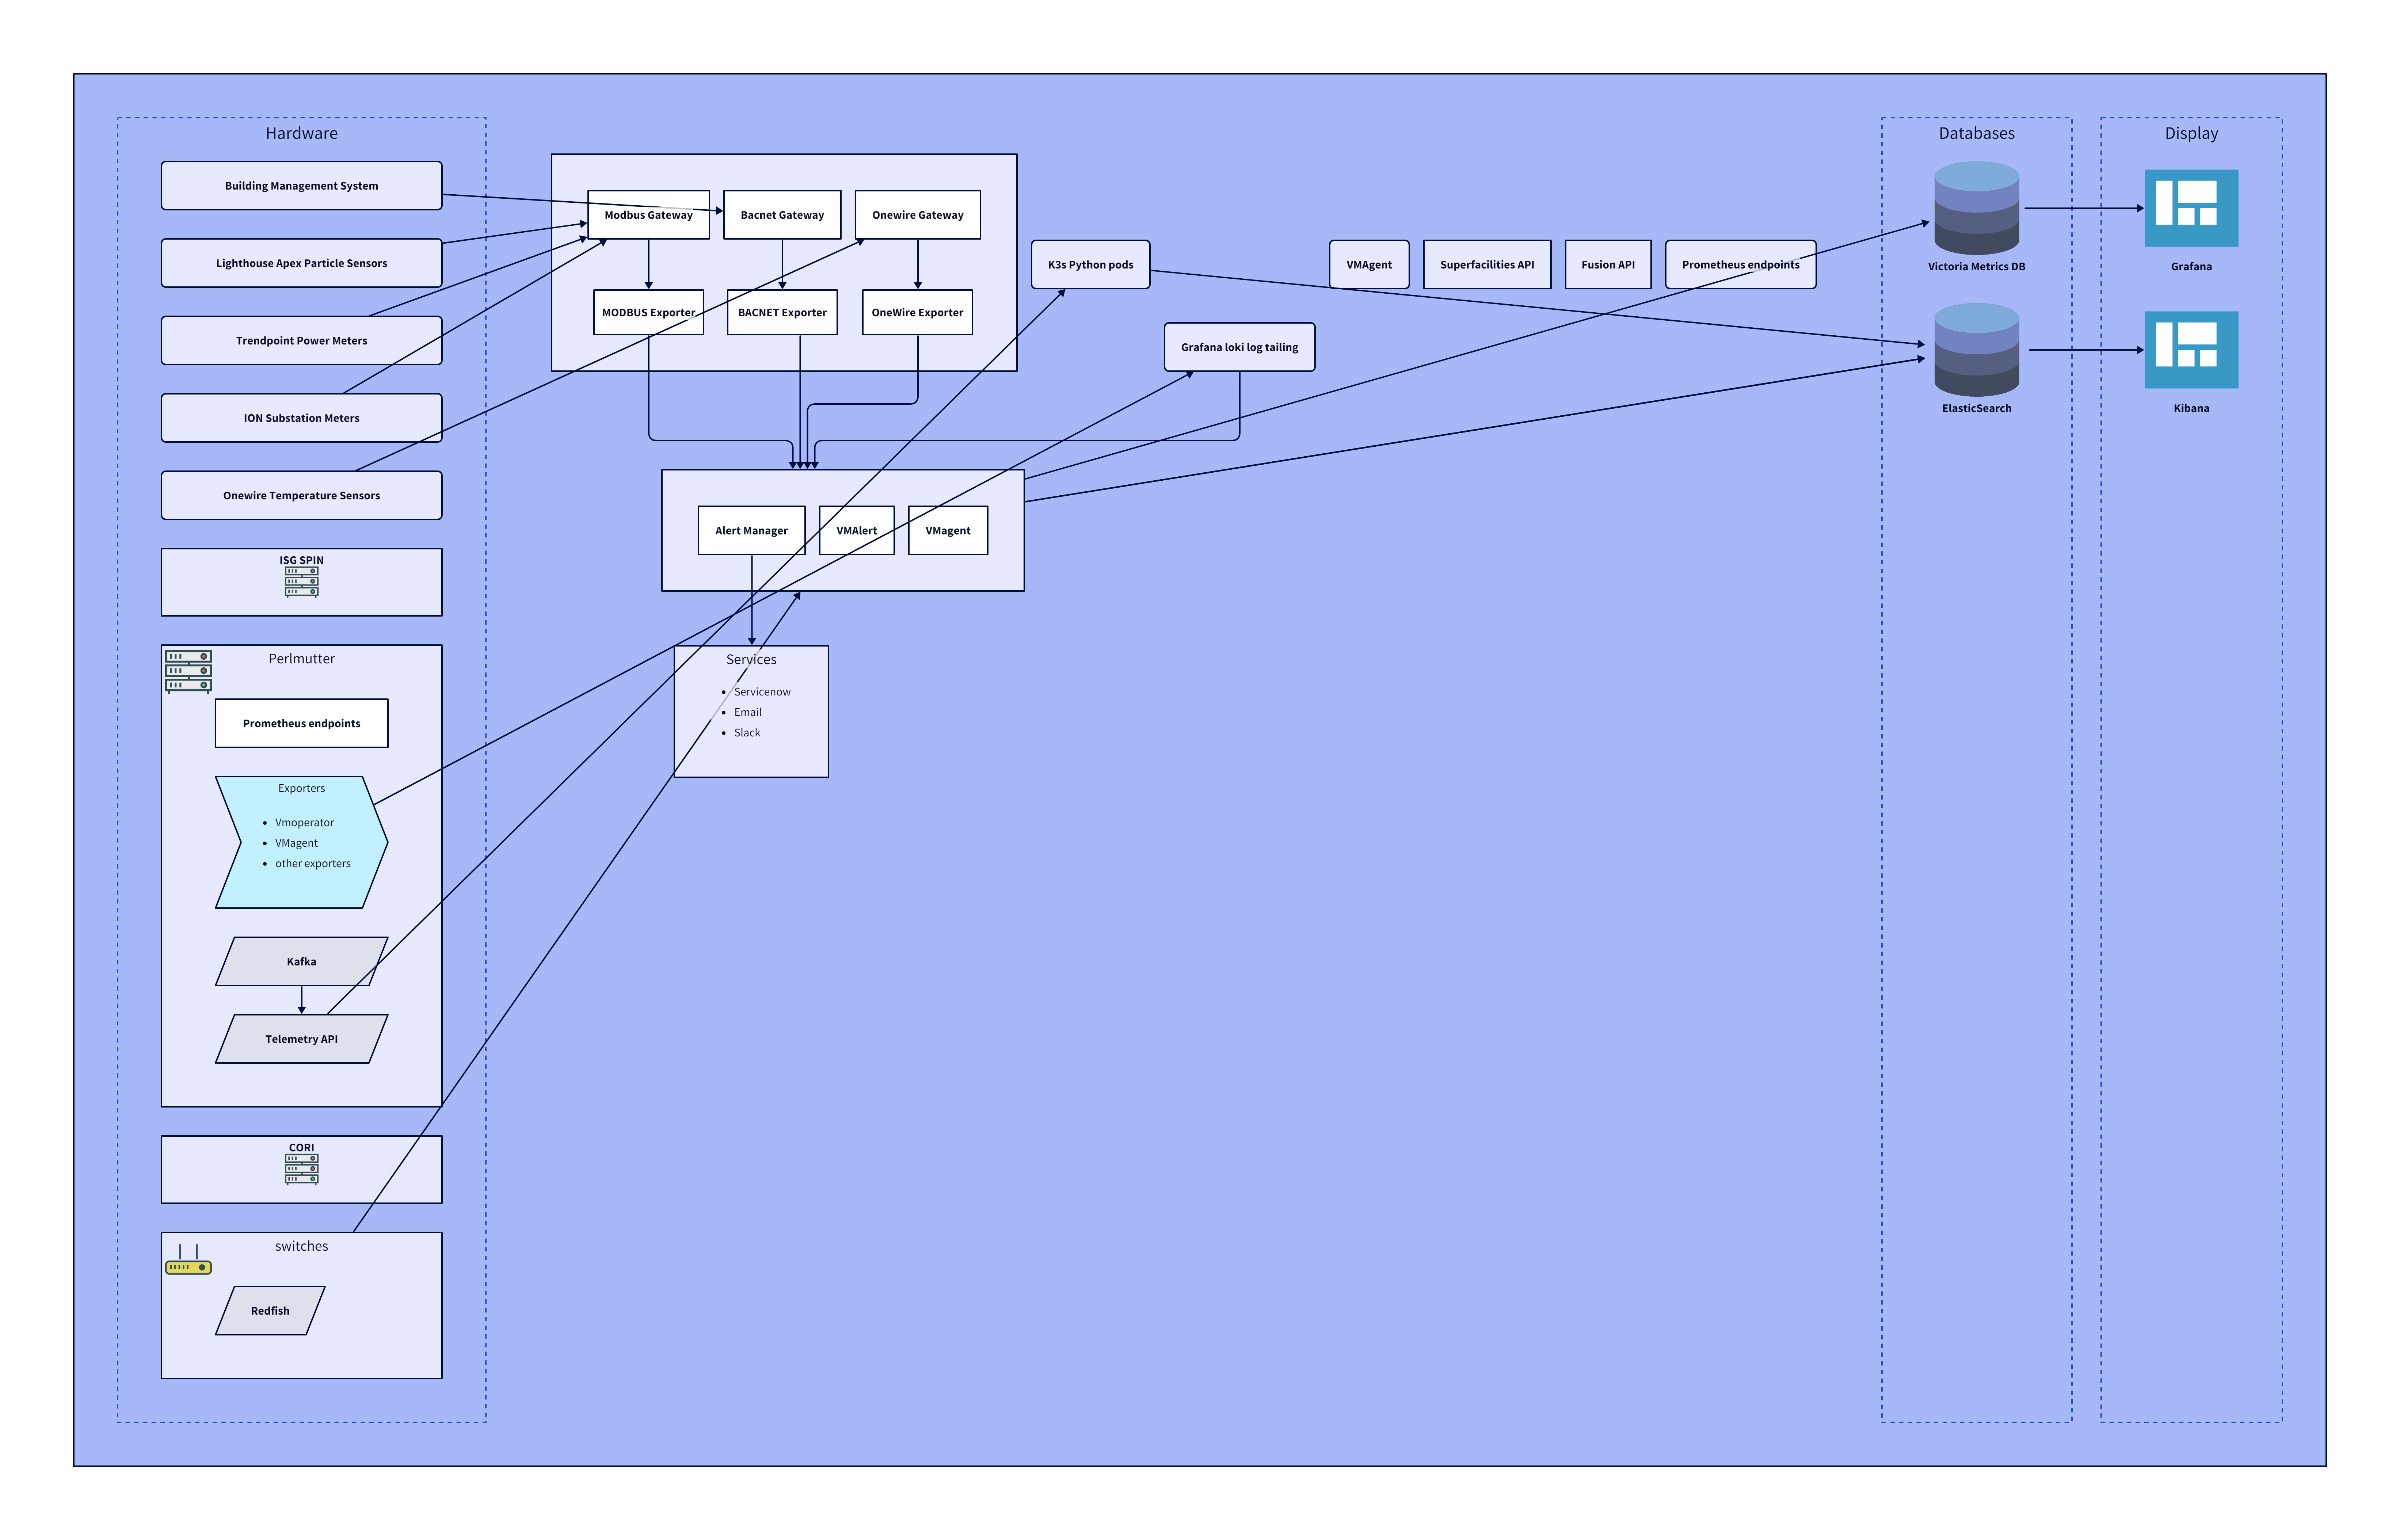 Hardware
Building Management System
Lighthouse Apex Particle Sensors
Trendpoint Power Meters
ION Substation Meters
Onewire Temperature Sensors
ISG SPIN
Perlmutter
Prometheus endpoints
Exporters
Vmoperator
VMagent
other exporters
Kafka
Telemetry API
CORI
switches
Redfish
Modbus Gateway
Bacnet Gateway
Onewire Gateway
MODBUS Exporter
BACNET Exporter
OneWire Exporter
Alert Manager
VMAlert
VMagent
Services
Servicenow
Email
Slack
K3s Python pods
Grafana loki log tailing
VMAgent
Superfacilities API
Fusion API
Prometheus endpoints
Databases
Victoria Metrics DB
ElasticSearch
Display
Grafana
Kibana